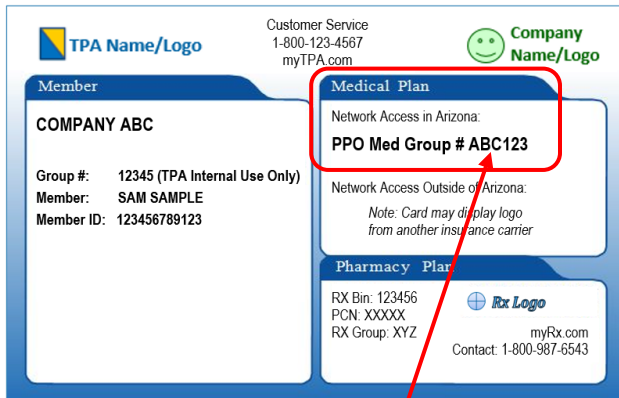 TPA Name/Logo
Customer Service
1-800-123-4567
myTPA.com
Company
Name/Logo
Member
COMPANY ABC
Group #: 12345 (TPA Internal Use Only)
Member: SAM SAMPLE
Member ID: 123456789123
Medical Plan
Network Access in Arizona:
PPO Med Group # ABC123
Network Access Outside of Arizona:
Note: Card may display logo
from another insurance carrier
Pharmacy Plan
RX Bin: 123456
PCN: XXXXX
RX Group: XYZ
Rx Logo
myRx.com
Contact: 1-800-987-6543